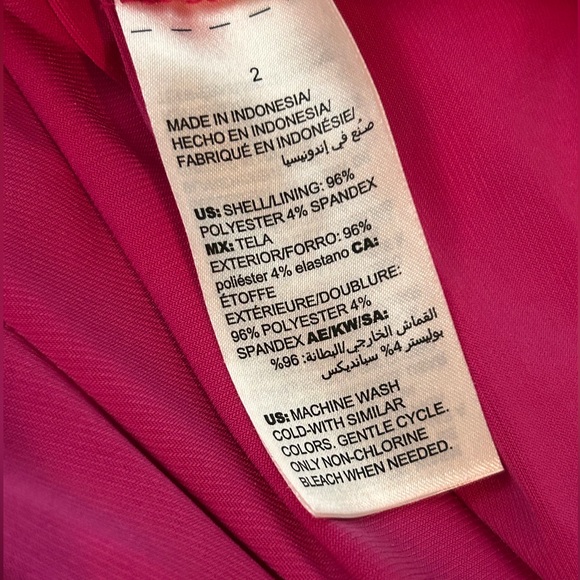 2
MADE IN INDONESIA/
HECHO EN INDONESIA/
FABRIQUÉ EN INDONÉSIE/
صنع في إندونيسيا
US: SHELL/LINING: 96%
POLYESTER 4% SPANDEX
MX: TELA
EXTERIOR/FORRO: 96%
poliéster 4% elastano CA:
ÉTOFFE
EXTÉRIEURE/DOUBLURE:
96% POLYESTER 4%
SPANDEX AE/KW/SA:
القماش الخارجي/البطانة: 96%
بوليستر 4% سبانديكس
US: MACHINE WASH
COLD-WITH SIMILAR
COLORS. GENTLE CYCLE.
ONLY NON-CHLORINE
BLEACH WHEN NEEDED.